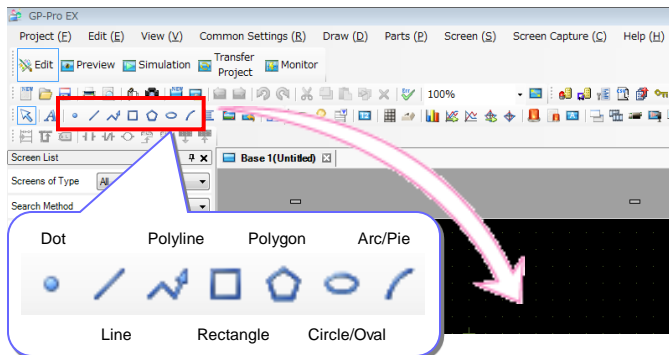 GP-Pro EX
Project (F) Edit (E) View (V) Common Settings (R) Draw (D) Parts (P) Screen (S) Screen Capture (C) Help (H)
Edit Preview Simulation Transfer Project Monitor
100%
A
Screen List Base 1(Untitled)
Screens of Type All
Search Method
Dot Polyline Polygon Arc/Pie
Line Rectangle Circle/Oval